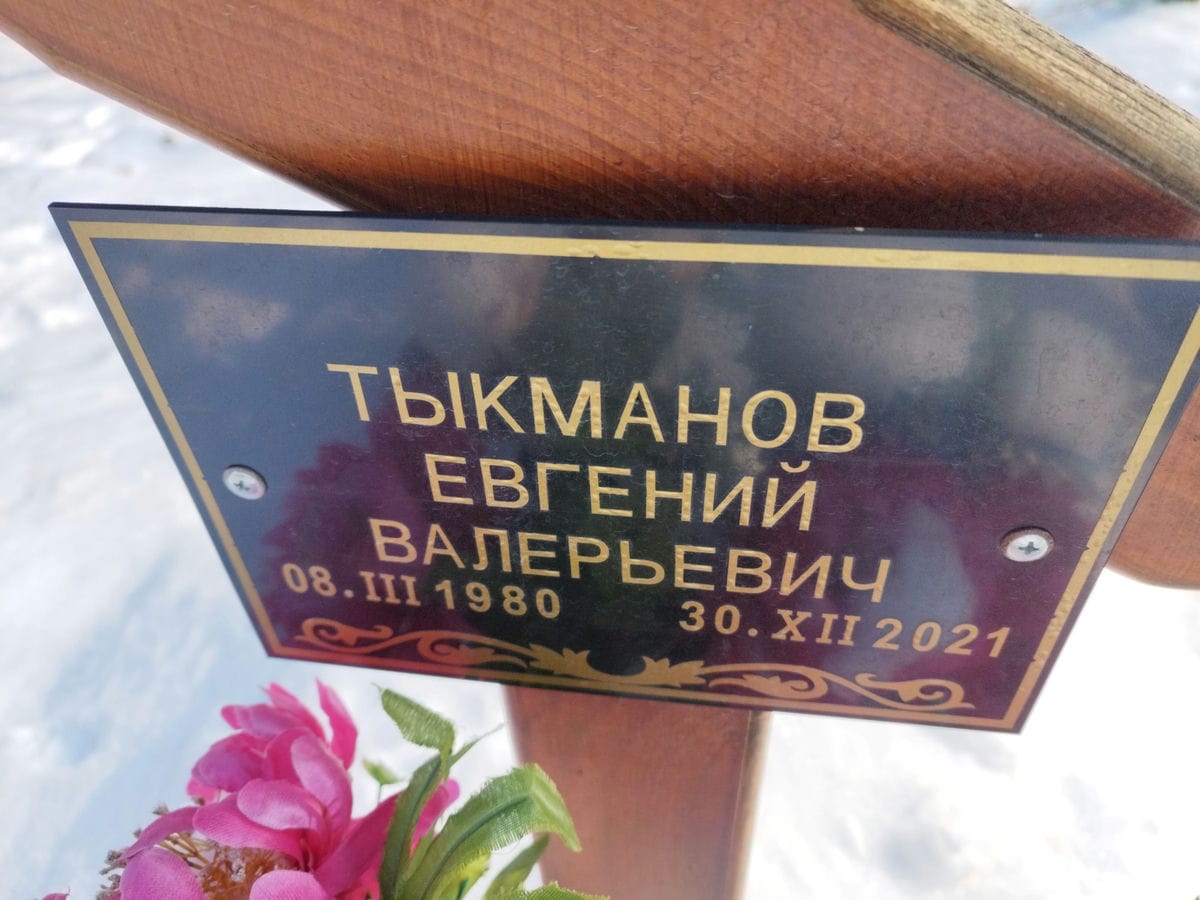 ТЫКМАНОВ
ЕВГЕНИЙ
ВАЛЕРЬЕВИЧ
08.III 1980 30.XII 2021